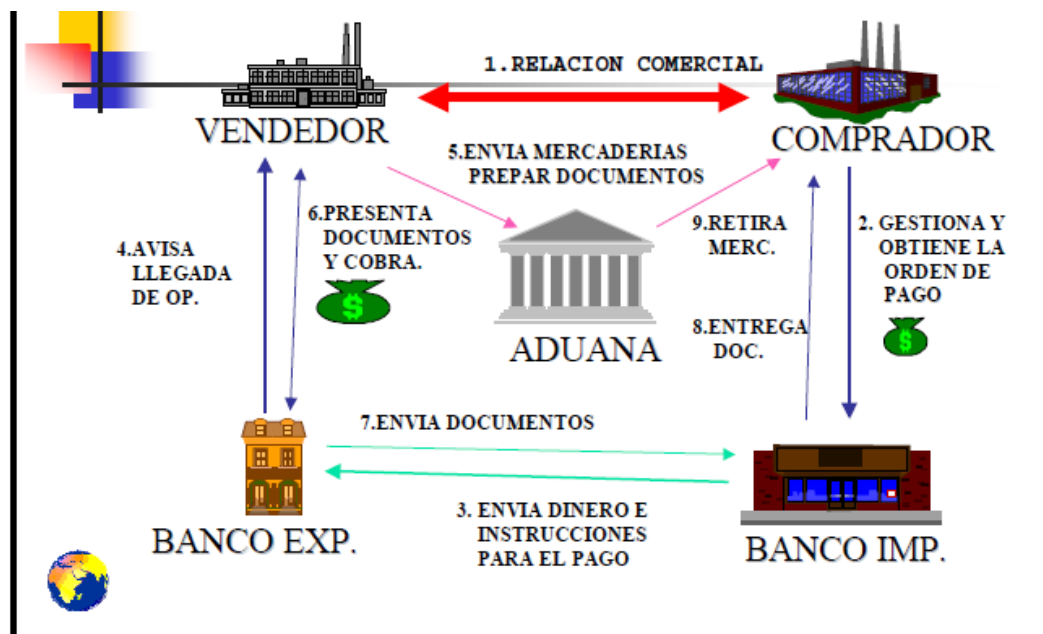 1.RELACION COMERCIAL
VENDEDOR
COMPRADOR
5.ENVIA MERCADERIAS
PREPAR DOCUMENTOS
4.AVISA
LLEGADA
DE OP.
6.PRESENTA
DOCUMENTOS
Y COBRA.
$
9.RETIRA
MERC.
2. GESTIONA Y
OBTIENE LA
ORDEN DE
PAGO
$
ADUANA
8.ENTREGA
DOC.
7.ENVIA DOCUMENTOS
3. ENVIA DINERO E
INSTRUCCIONES
PARA EL PAGO
BANCO EXP.
BANCO IMP.